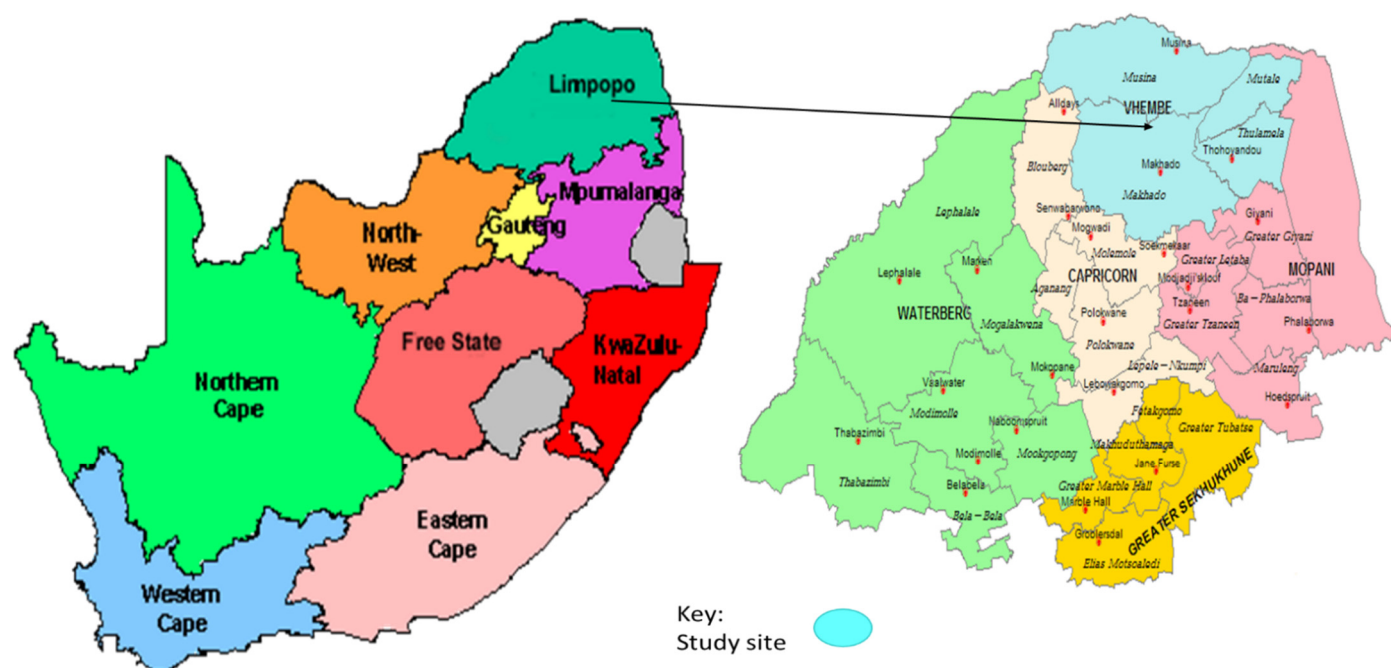 Limpopo
Mpumalanga
Gauteng
North-
West
Free State
KwaZulu-
Natal
Northern
Cape
Eastern
Cape
Western
Cape
Musina
Musina
Mutale
VHEMBE
Alldays
Thulamela
Thohoyandou
Makhado
Makhado
Blouberg
Lephalale
Senwabarwono
Mogwadi
Molemole
Soekmekaar
Giyani
Greater Giyani
Greater Letaba
MOPANI
Lephalale
Marken
CAPRICORN
Modjadji'skloof
Aganang
Tzaneen
Ba-Phalaborwa
WATERBERG
Mogalakwena
Polokwane
Greater Tzaneen
Phalaborwa
Polokwane
Lepele-Nkumpi
Maruleng
Mokopane
Vaalwater
Lebowakgomo
Hoedspruit
Modimolle
Fetakgomo
Greater Tubatse
Thabazimbi
Naboomspruit
Makhuduthamaga
Modimolle
Mookgopong
Jane Furse
Thabazimbi
Belabela
Greater Marble Hall
Marble Hall
Bela-Bela
GREATER SEKHUKHUNE
Groblersdal
Elias Motsoaledi
Key:
Study site